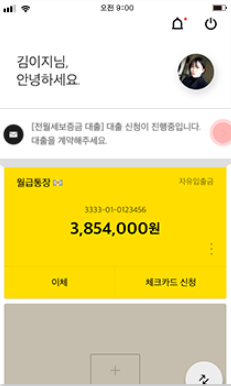 오전 9:00
김이지님,
안녕하세요.
[전월세보증금 대출] 대출 신청이 진행중입니다.
대출을 계약해주세요.
월급통장
자유입출금
3333-01-0123456
3,854,000원
이체
체크카드 신청